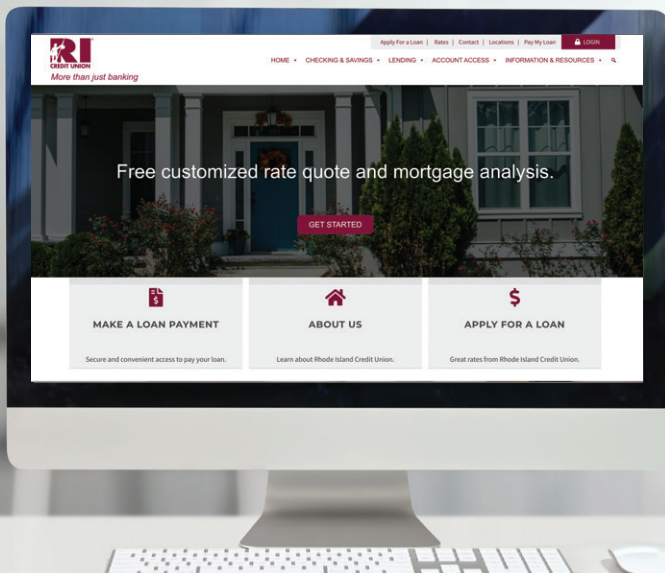 Apply For a Loan | Rates | Contact | Locations | Pay My Loan LOGIN
RI
CREDIT UNION
More than just banking
HOME CHECKING & SAVINGS LENDING ACCOUNT ACCESS INFORMATION & RESOURCES
Free customized rate quote and mortgage analysis.
GET STARTED
MAKE A LOAN PAYMENT
Secure and convenient access to pay your loan.
ABOUT US
Learn about Rhode Island Credit Union.
$
APPLY FOR A LOAN
Great rates from Rhode Island Credit Union.